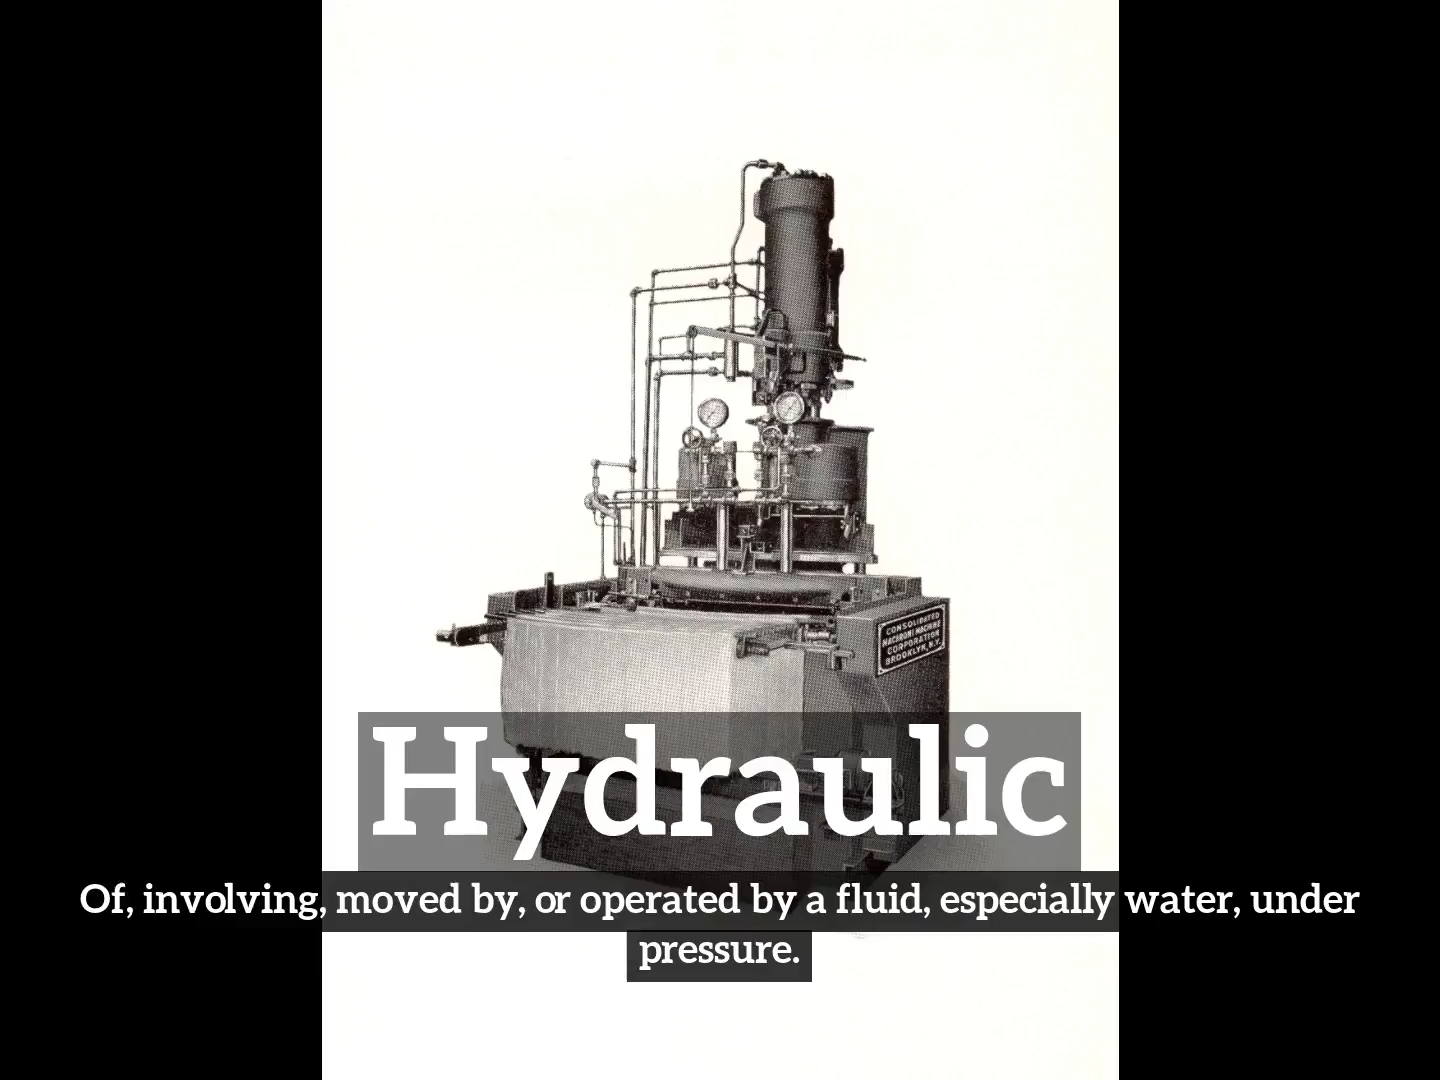 CONSOLIDATED
MACARONI MACHINE
CORPORATION
BROOKLYN, N.Y.
Hydraulic
Of, involving, moved by, or operated by a fluid, especially water, under
pressure.